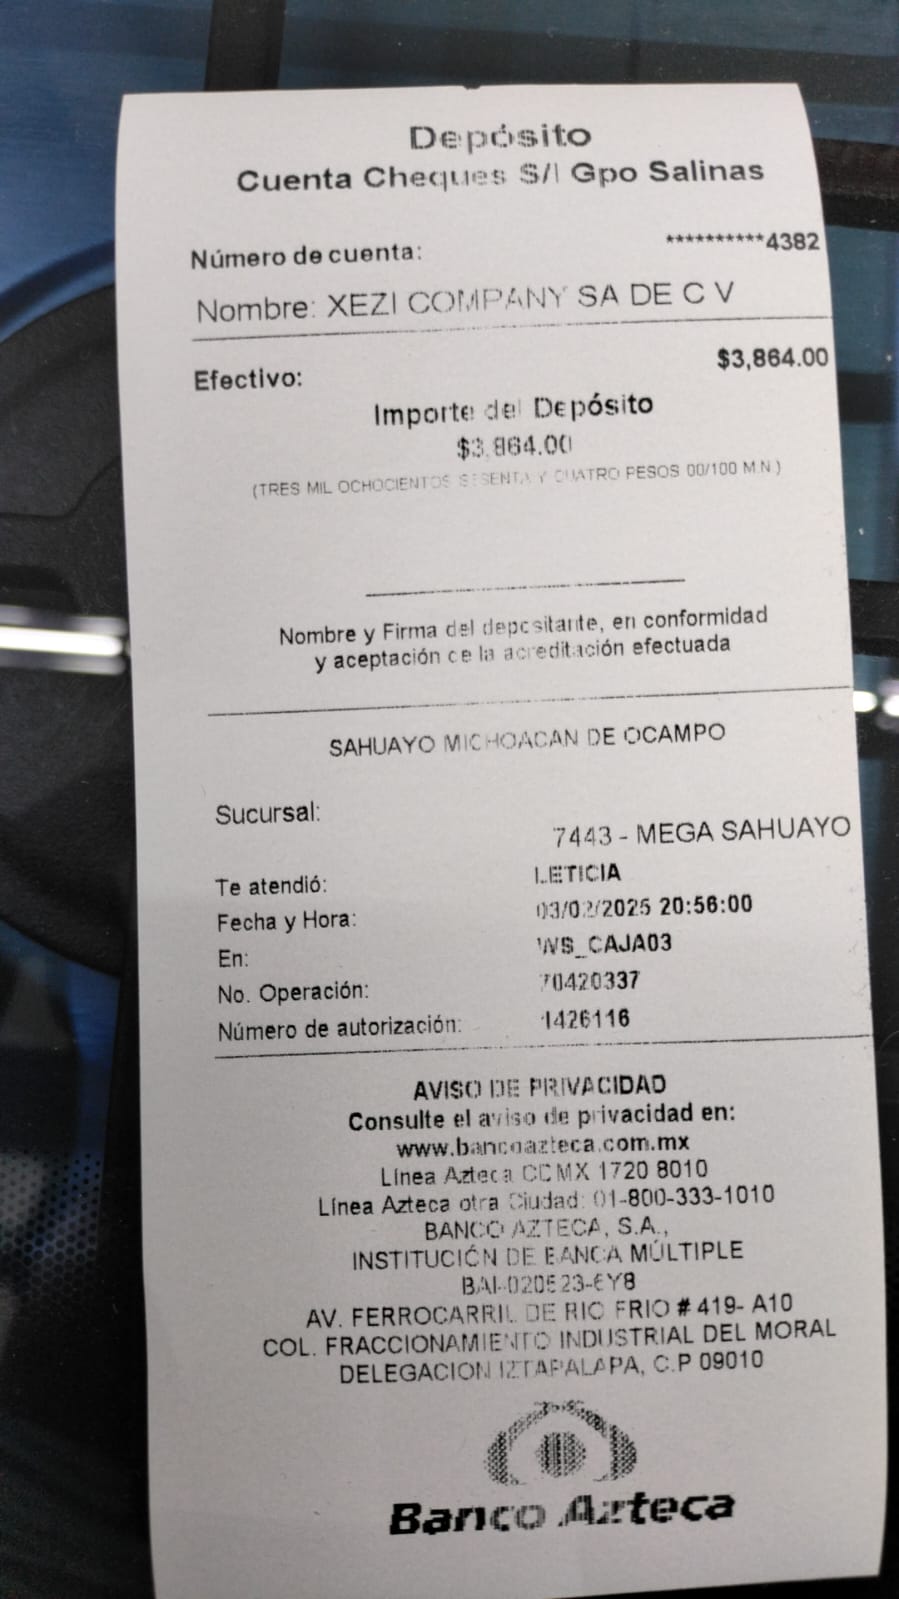 Depósito
Cuenta Cheques S/I Gpo Salinas
Número de cuenta: **********4382
Nombre: XEZI COMPANY SA DE C V
Efectivo: $3,864.00
Importe del Depósito
$3,864.00
(TRES MIL OCHOCIENTOS SESENTA Y CUATRO PESOS 00/100 M.N.)
Nombre y Firma del depositante, en conformidad
y aceptación de la acreditación efectuada
SAHUAYO MICHOACAN DE OCAMPO
Sucursal:
7443 - MEGA SAHUAYO
Te atendió: LETICIA
Fecha y Hora: 03/02/2025 20:56:00
En: WS_CAJA03
No. Operación: 70420337
Número de autorización: 1426116
AVISO DE PRIVACIDAD
Consulte el aviso de privacidad en:
www.bancoazteca.com.mx
Línea Azteca CDMX 1720 8010
Línea Azteca otra Ciudad: 01-800-333-1010
BANCO AZTECA, S.A.,
INSTITUCIÓN DE BANCA MÚLTIPLE
BAI-020523-6Y8
AV. FERROCARRIL DE RIO FRIO # 419- A10
COL. FRACCIONAMIENTO INDUSTRIAL DEL MORAL
DELEGACION IZTAPALAPA, C.P 09010
Banco Azteca